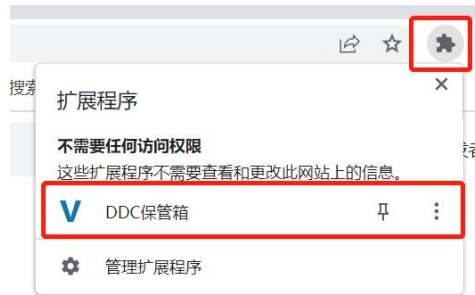 搜索
扩展程序
不需要任何访问权限
这些扩展程序不需要查看和更改此网站上的信息。
DDC保管箱
管理扩展程序